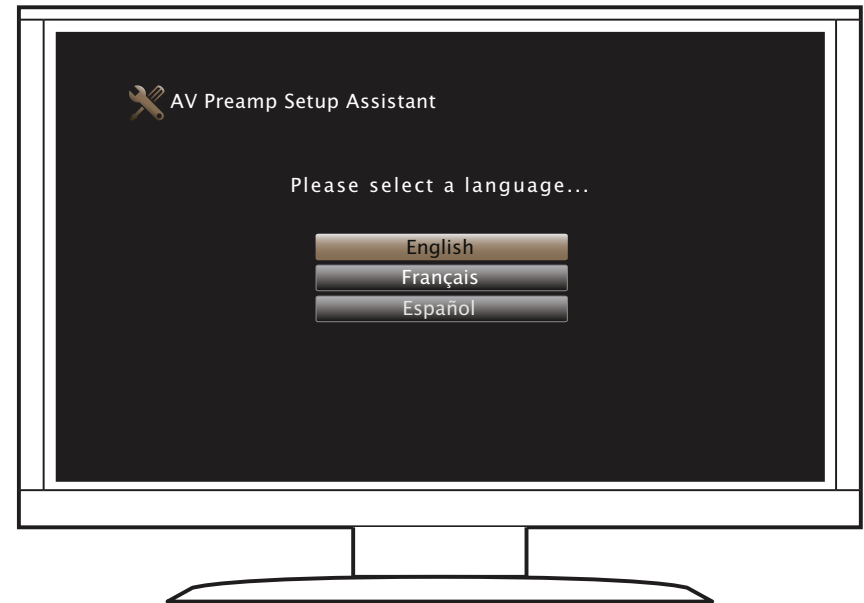 AV Preamp Setup Assistant
Please select a language...
English
Français
Español